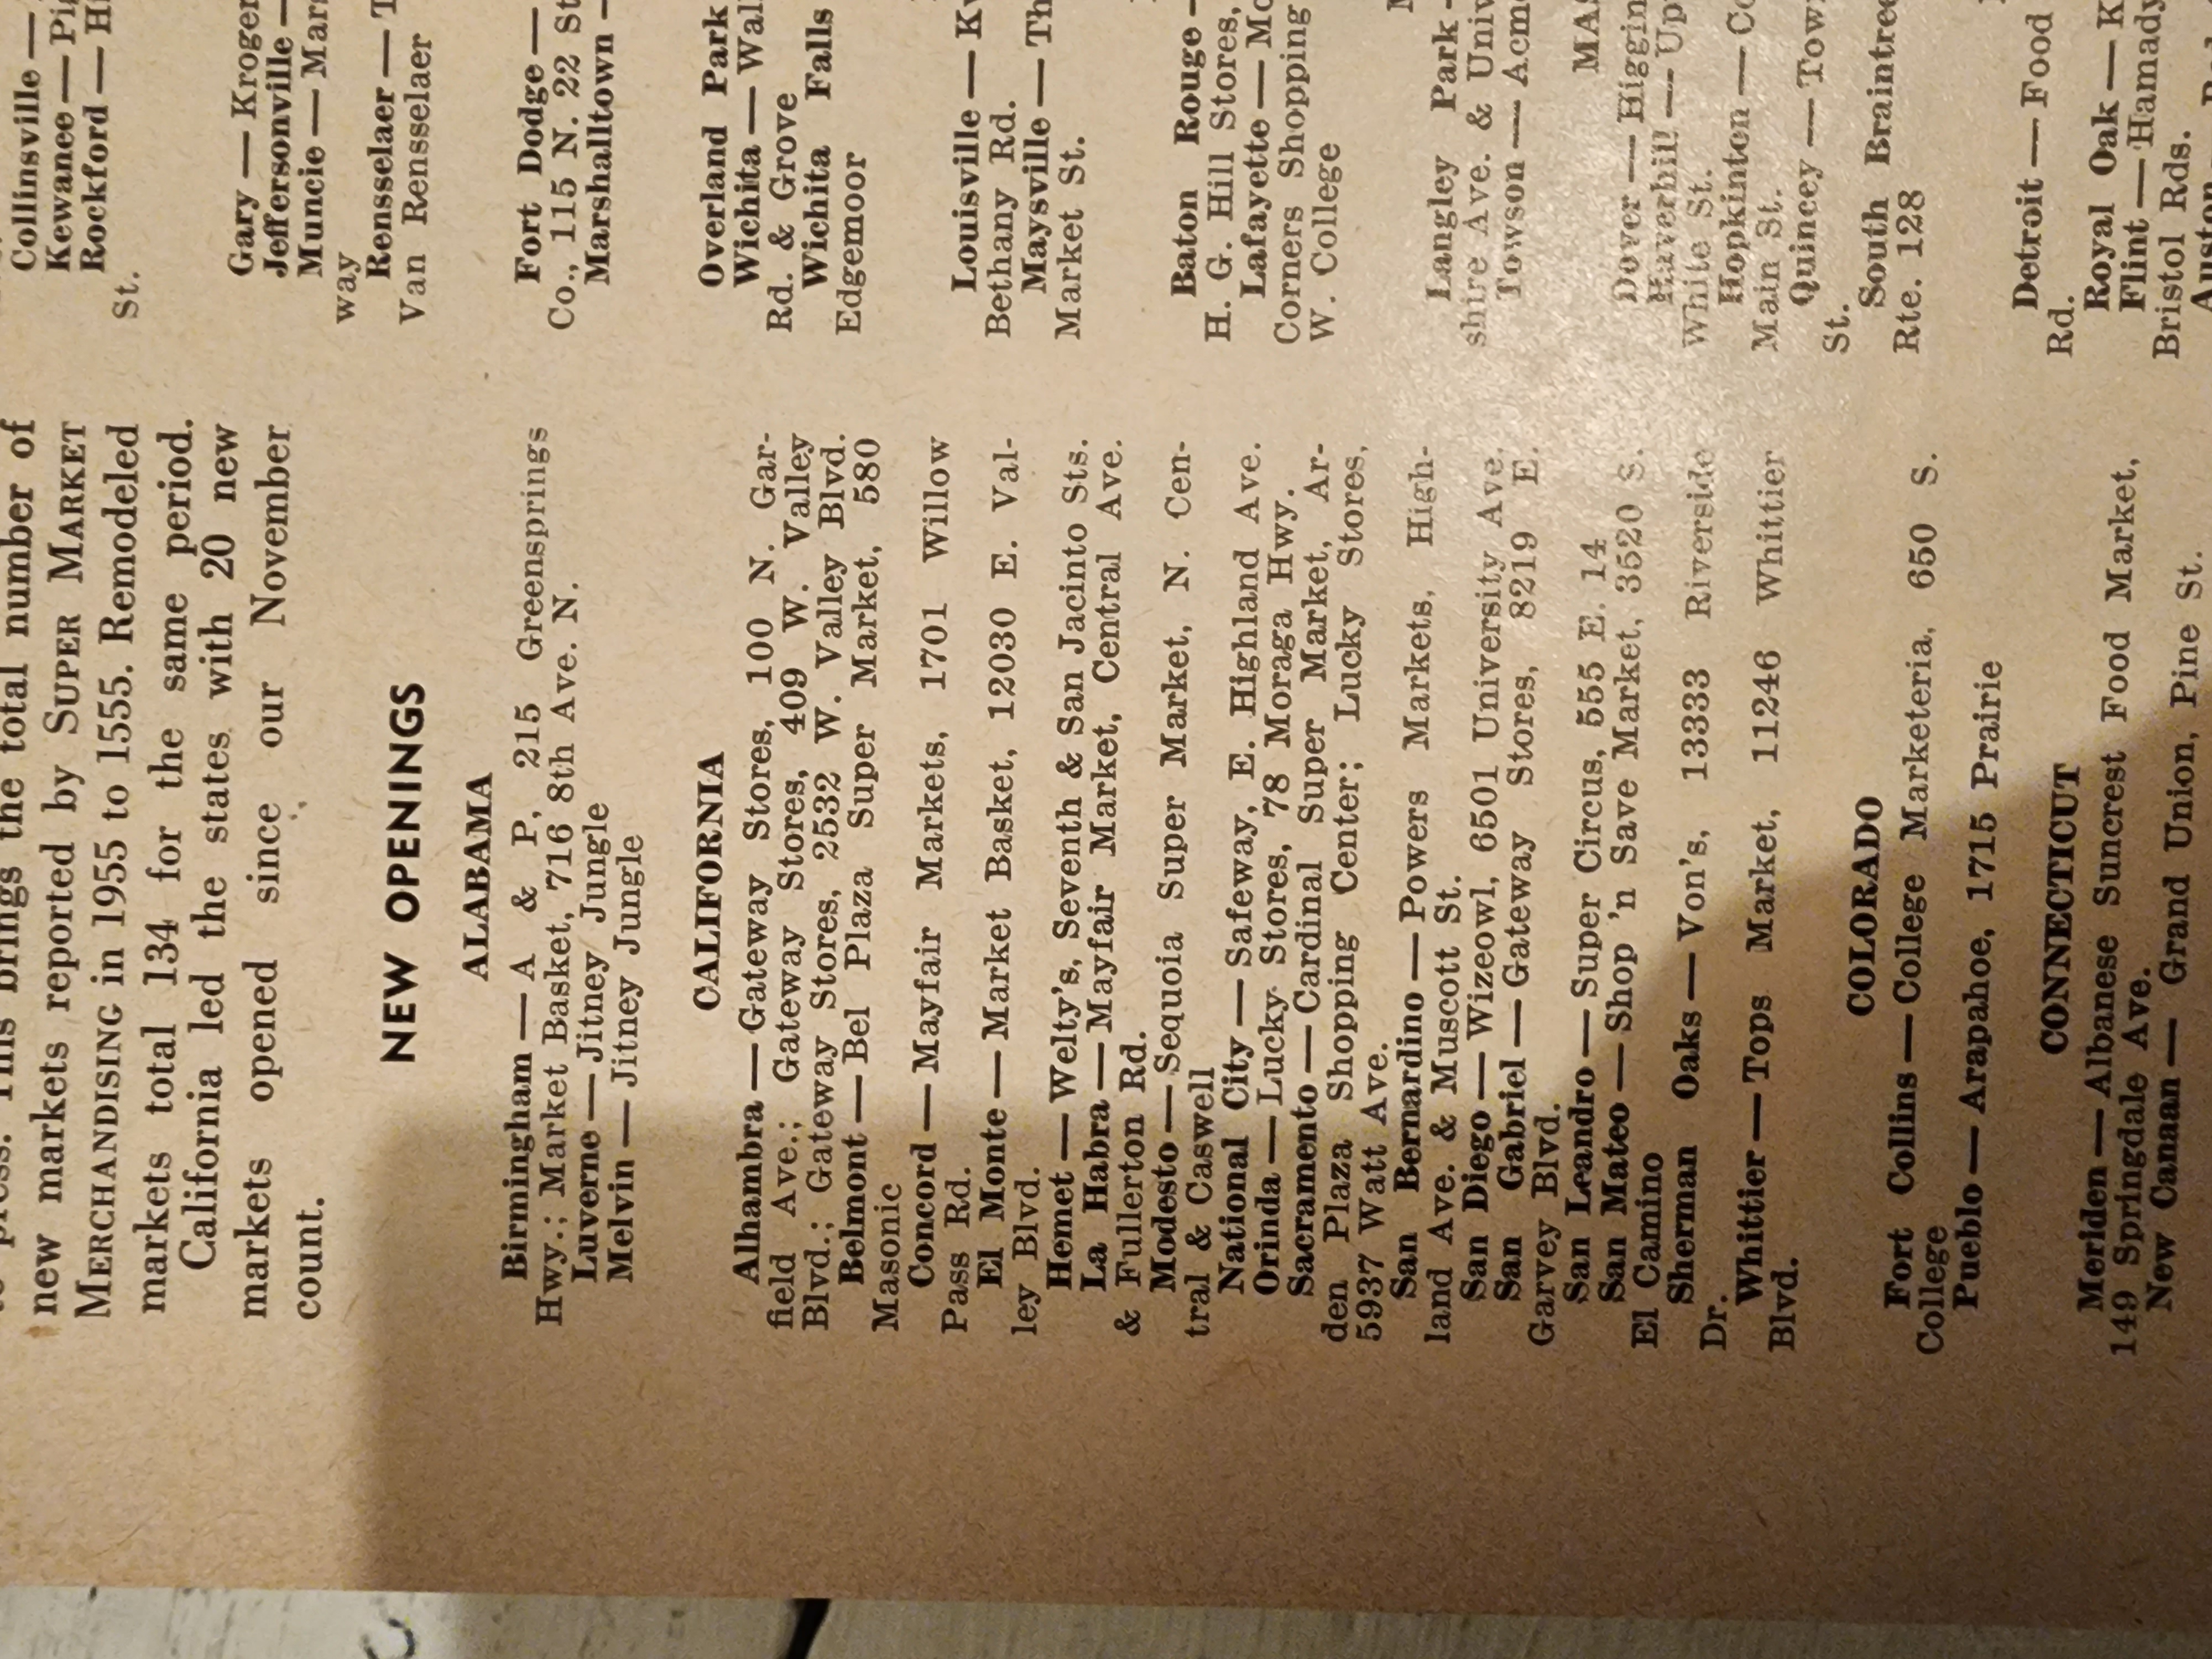 new markets reported by SUPER MARKET
MERCHANDISING in 1955 to 1555. Remodeled
markets total 134 for the same period.
California led the states with 20 new
markets opened since our November
count.
NEW OPENINGS
ALABAMA
Birmingham — A & P, 215 Greensprings
Hwy.; Market Basket, 716 8th Ave. N.
Luverne — Jitney Jungle
Melvin — Jitney Jungle
CALIFORNIA
Alhambra — Gateway Stores, 100 N. Gar-
field Ave.; Gateway Stores, 409 W. Valley
Blvd.; Gateway Stores, 2532 W. Valley Blvd.
Belmont — Bel Plaza Super Market, 580
Masonic
Concord — Mayfair Markets, 1701 Willow
Pass Rd.
El Monte — Market Basket, 12030 E. Val-
ley Blvd.
Hemet — Welty's, Seventh & San Jacinto Sts.
La Habra — Mayfair Market, Central Ave.
& Fullerton Rd.
Modesto — Sequoia Super Market, N. Cen-
tral & Caswell
National City — Safeway, E. Highland Ave.
Orinda — Lucky Stores, 78 Moraga Hwy.
Sacramento — Cardinal Super Market, Ar-
den Plaza Shopping Center; Lucky Stores,
5937 Watt Ave.
San Bernardino — Powers Markets, High-
land Ave. & Muscott St.
San Diego — Wizeowl, 6501 University Ave.
San Gabriel — Gateway Stores, 8219 E.
Garvey Blvd.
San Leandro — Super Circus, 555 E. 14
San Mateo — Shop 'n Save Market, 3520 S.
El Camino
Sherman Oaks — Von's, 13333 Riverside
Dr.
Whittier — Tops Market, 11246 Whittier
Blvd.
COLORADO
Fort Collins — College Marketeria, 650 S.
College
Pueblo — Arapahoe, 1715 Prairie
CONNECTICUT
Meriden — Albanese Suncrest Food Market,
149 Springdale Ave.
New Canaan — Grand Union, Pine St.
Collinsville —
Kewanee —
Rockford —
St.
Gary — Kroger
Jeffersonville —
Muncie —
way
Rensselaer —
Van Rensselaer
Fort Dodge —
Co., 115 N. 22 St
Marshalltown —
Overland Park
Wichita —
Rd. & Grove
Wichita Falls
Edgemoor
Louisville —
Bethany Rd.
Maysville —
Market St.
Baton Rouge —
H. G. Hill Stores,
Lafayette —
Corners Shopping
W. College
Langley Park -
shire Ave. & Univ
Towson — Acme
MAS
Dover — Higgin
Haverhill —
White St.
Hopkinton —
Main St.
Quincey — Tow
St.
South Braintree
Rte. 128
Detroit — Food
Rd.
Royal Oak —
Flint — Hamady
Bristol Rds.